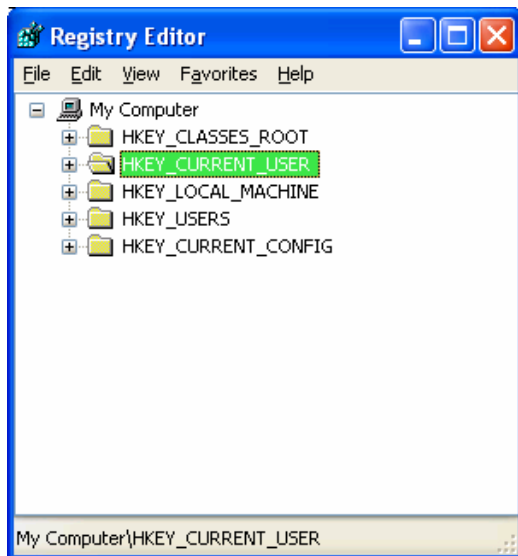 Registry Editor
File Edit View Favorites Help
My Computer
HKEY_CLASSES_ROOT
HKEY_CURRENT_USER
HKEY_LOCAL_MACHINE
HKEY_USERS
HKEY_CURRENT_CONFIG
My Computer\HKEY_CURRENT_USER